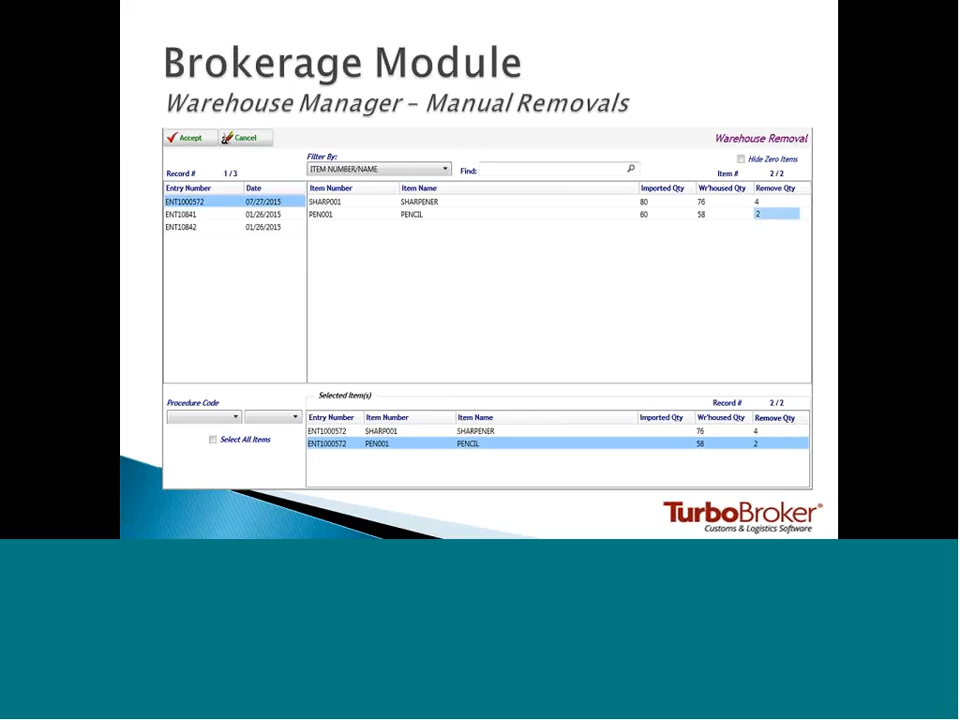 Brokerage Module
Warehouse Manager – Manual Removals
Accept Cancel Warehouse Removal
Filter By: Hide Zero Items
Record # 1 / 3 ITEM NUMBER/NAME Find: Item # 2 / 2
Entry Number Date Item Number Item Name Imported Qty Wr'housed Qty Remove Qty
ENT1000572 07/27/2015 SHARP001 SHARPENER 80 76 4
ENT10841 01/26/2015 PEN001 PENCIL 60 58 2
ENT10842 01/26/2015
Selected Item(s)
Procedure Code Record # 2 / 2
Entry Number Item Number Item Name Imported Qty Wr'housed Qty Remove Qty
ENT1000572 SHARP001 SHARPENER 76 4
Select All Items ENT1000572 PEN001 PENCIL 58 2
TurboBroker®
Customs & Logistics Software